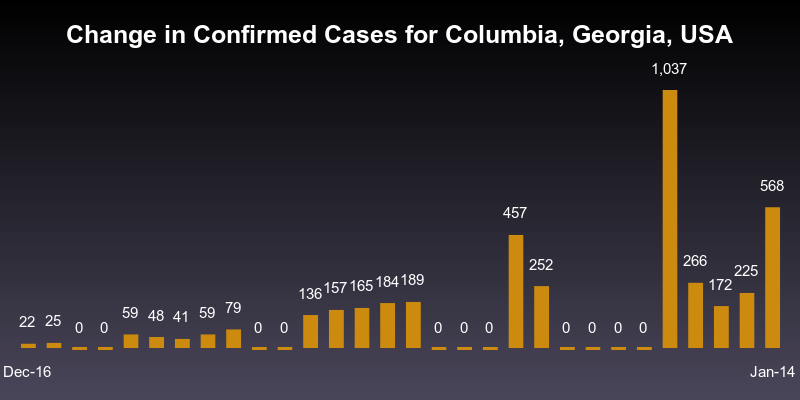 Change in Confirmed Cases for Columbia, Georgia, USA
1,037
568
457
266
252
225
136 157 165 184 189
172
22 25 0 0 59 48 41 59 79 0 0 0 0 0 0 0 0 0
Dec-16 Jan-14